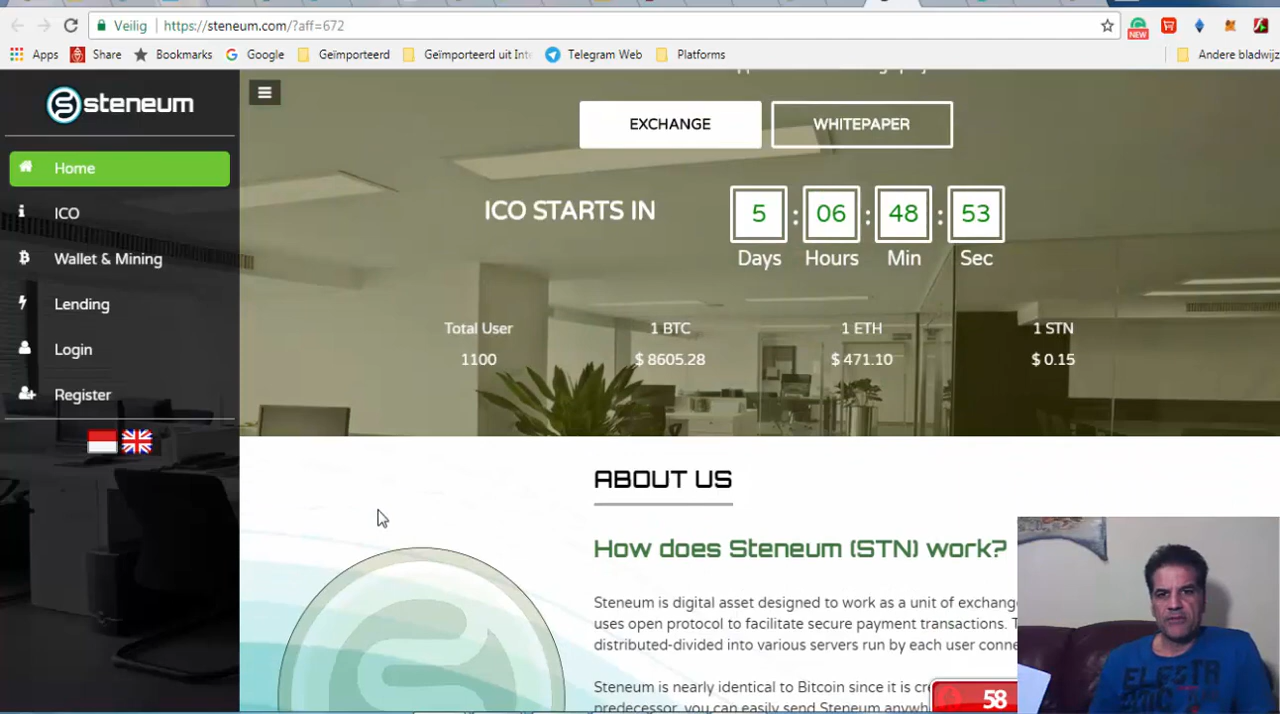 Veilig
https://steneum.com/?aff=672
NEW
Apps
Share
Bookmarks
Google
Geïmporteerd
Geïmporteerd uit Inte
Telegram Web
Platforms
Andere bladwijz
steneum
Home
ICO
Wallet & Mining
Lending
Login
Register
EXCHANGE
WHITEPAPER
ICO STARTS IN
5 : 06 : 48 : 53
Days Hours Min Sec
Total User 1 BTC 1 ETH 1 STN
1100 $ 8605.28 $ 471.10 $ 0.15
ABOUT US
How does Steneum (STN) work?
Steneum is digital asset designed to work as a unit of exchang
uses open protocol to facilitate secure payment transactions. T
distributed-divided into various servers run by each user conne
Steneum is nearly identical to Bitcoin since it is cre
predecessor, you can easily send Steneum anywh
58